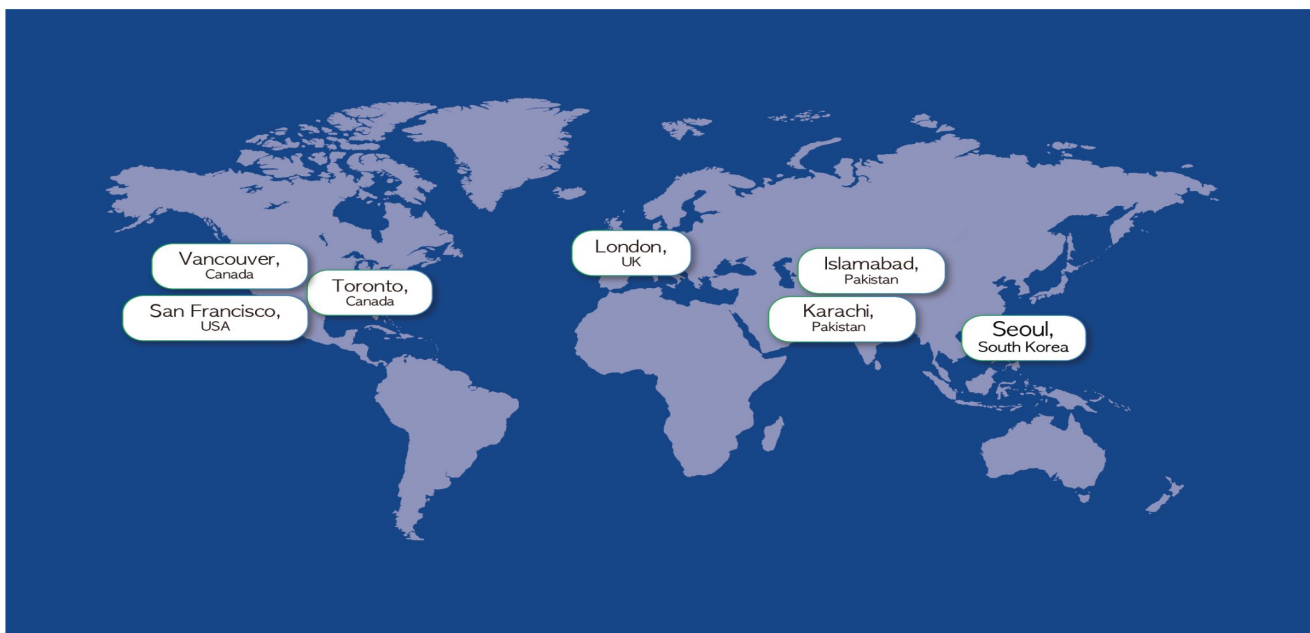 Vancouver,
Canada
Toronto,
Canada
San Francisco,
USA
London,
UK
Islamabad,
Pakistan
Karachi,
Pakistan
Seoul,
South Korea